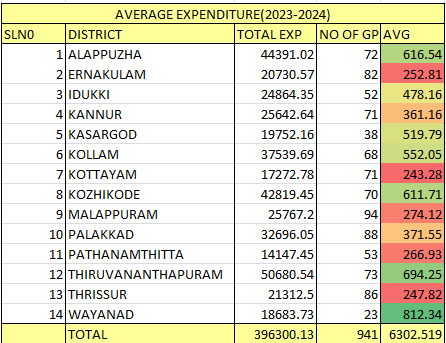 AVERAGE EXPENDITURE(2023-2024)
SLN0 DISTRICT TOTAL EXP NO OF GP AVG
1 ALAPPUZHA 44391.02 72 616.54
2 ERNAKULAM 20730.57 82 252.81
3 IDUKKI 24864.35 52 478.16
4 KANNUR 25642.64 71 361.16
5 KASARGOD 19752.16 38 519.79
6 KOLLAM 37539.69 68 552.05
7 KOTTAYAM 17272.78 71 243.28
8 KOZHIKODE 42819.45 70 611.71
9 MALAPPURAM 25767.2 94 274.12
10 PALAKKAD 32696.05 88 371.55
11 PATHANAMTHITTA 14147.45 53 266.93
12 THIRUVANANTHAPURAM 50680.54 73 694.25
13 THRISSUR 21312.5 86 247.82
14 WAYANAD 18683.73 23 812.34
TOTAL 396300.13 941 6302.519